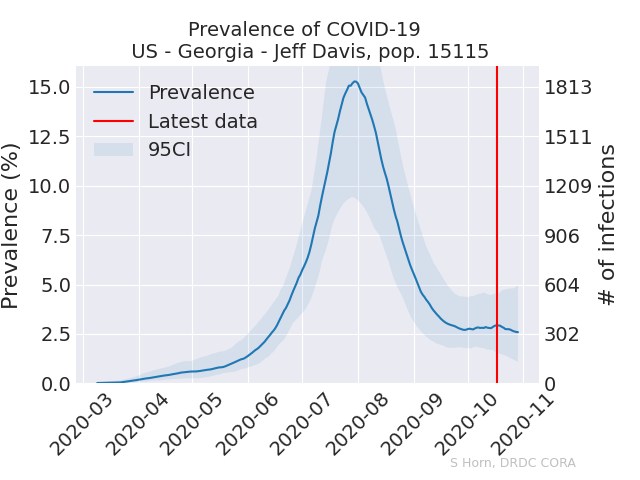 Prevalence of COVID-19
US - Georgia - Jeff Davis, pop. 15115
Prevalence
Latest data
95CI
Prevalence (%)
15.0
12.5
10.0
7.5
5.0
2.5
0.0
1813
1511
1209
906
604
302
0
# of infections
2020-03
2020-04
2020-05
2020-06
2020-07
2020-08
2020-09
2020-10
2020-11
S Horn, DRDC CORA